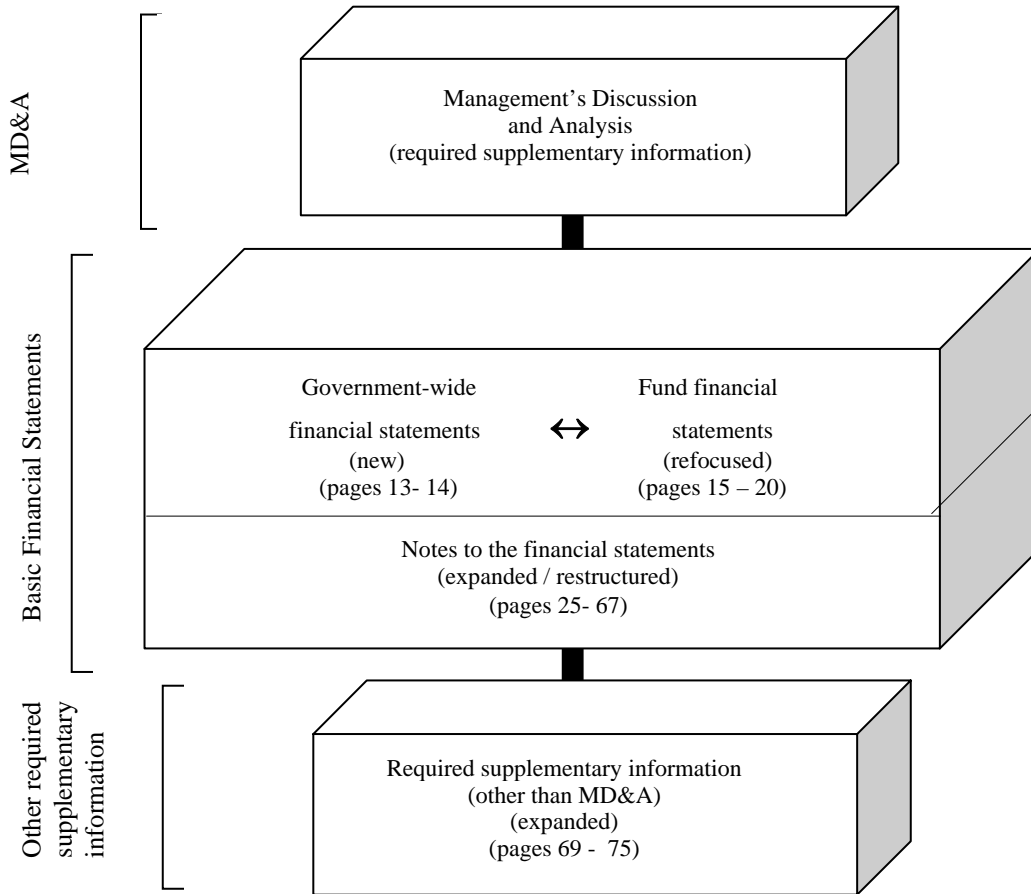 MD&A
Management’s Discussion
and Analysis
(required supplementary information)
Basic Financial Statements
Government-wide
financial statements
(new)
(pages 13- 14)
↔
Fund financial
statements
(refocused)
(pages 15 – 20)
Notes to the financial statements
(expanded / restructured)
(pages 25- 67)
Other required
supplementary
information
Required supplementary information
(other than MD&A)
(expanded)
(pages 69 - 75)